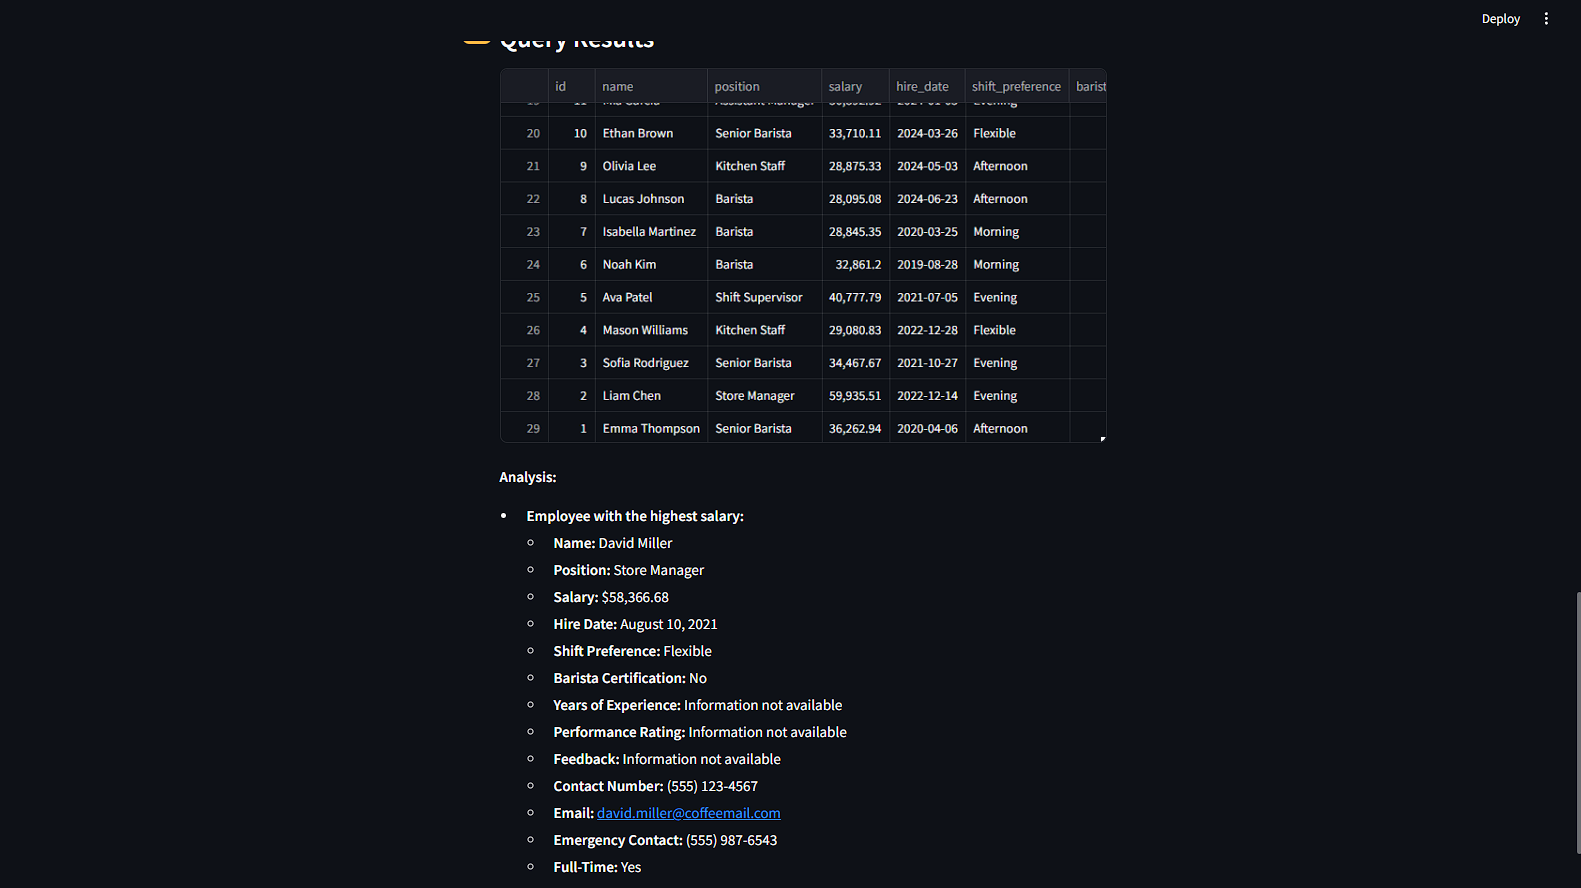 Deploy
Query Results
id name position salary hire_date shift_preference barist
20 10 Ethan Brown Senior Barista 33,710.11 2024-03-26 Flexible
21 9 Olivia Lee Kitchen Staff 28,875.33 2024-05-03 Afternoon
22 8 Lucas Johnson Barista 28,095.08 2024-06-23 Afternoon
23 7 Isabella Martinez Barista 28,845.35 2020-03-25 Morning
24 6 Noah Kim Barista 32,861.2 2019-08-28 Morning
25 5 Ava Patel Shift Supervisor 40,777.79 2021-07-05 Evening
26 4 Mason Williams Kitchen Staff 29,080.83 2022-12-28 Flexible
27 3 Sofia Rodriguez Senior Barista 34,467.67 2021-10-27 Evening
28 2 Liam Chen Store Manager 59,935.51 2022-12-14 Evening
29 1 Emma Thompson Senior Barista 36,262.94 2020-04-06 Afternoon
Analysis:
Employee with the highest salary:
Name: David Miller
Position: Store Manager
Salary: $58,366.68
Hire Date: August 10, 2021
Shift Preference: Flexible
Barista Certification: No
Years of Experience: Information not available
Performance Rating: Information not available
Feedback: Information not available
Contact Number: (555) 123-4567
Email: david.miller@coffeemail.com
Emergency Contact: (555) 987-6543
Full-Time: Yes